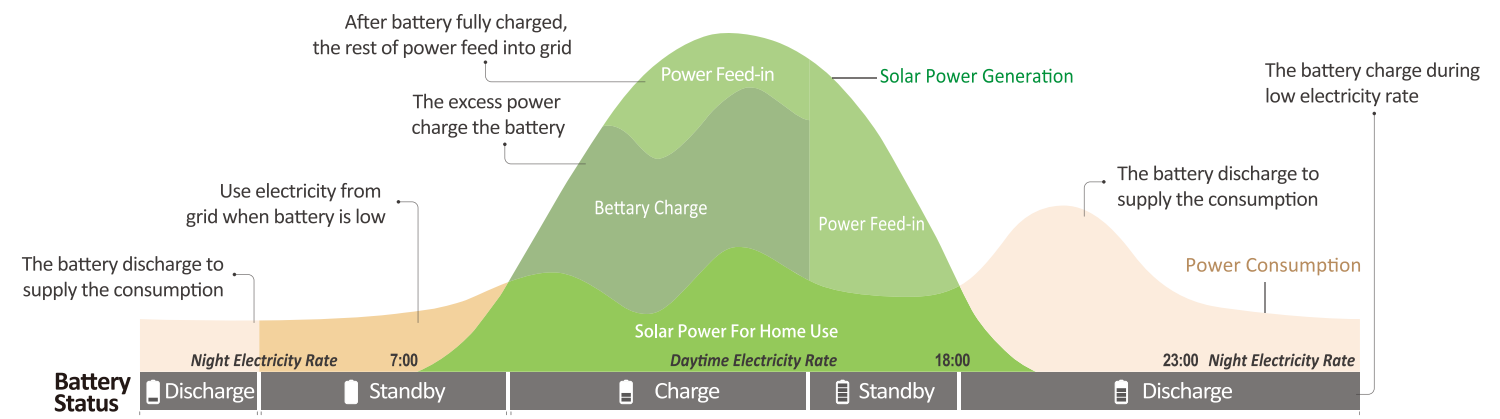 After battery fully charged,
the rest of power feed into grid
Power Feed-in
Solar Power Generation
The battery charge during
low electricity rate
The excess power
charge the battery
The battery discharge to
supply the consumption
Use electricity from
grid when battery is low
Bettary Charge
Power Feed-in
The battery discharge to
supply the consumption
Power Consumption
Solar Power For Home Use
Night Electricity Rate
7:00
Daytime Electricity Rate
18:00
23:00
Night Electricity Rate
Battery
Status
Discharge
Standby
Charge
Standby
Discharge